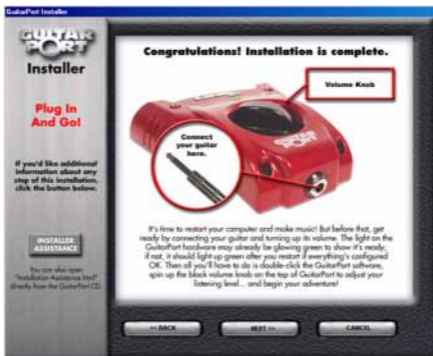 GuitarPort Installer
GUITAR
PORT
Installer
Plug In
And Go!
If you'd like additional
information about any
step of this installation,
click the button below.
INSTALLER
ASSISTANCE
You can also open
"Installation Assistance.html"
directly from the GuitarPort CD.
Congratulations! Installation is complete.
Volume Knob
Connect
your guitar
here.
It's time to restart your computer and make music! But before that, get
ready by connecting your guitar and turning up its volume. The light on the
GuitarPort hardware may already be glowing green to show it's ready,
if not, it should light up green after you restart if everything's configured
OK. Then all you'll have to do is double-click the GuitarPort software,
spin up the black volume knob on the top of GuitarPort to adjust your
listening level... and begin your adventure!
<< BACK
NEXT >>
CANCEL